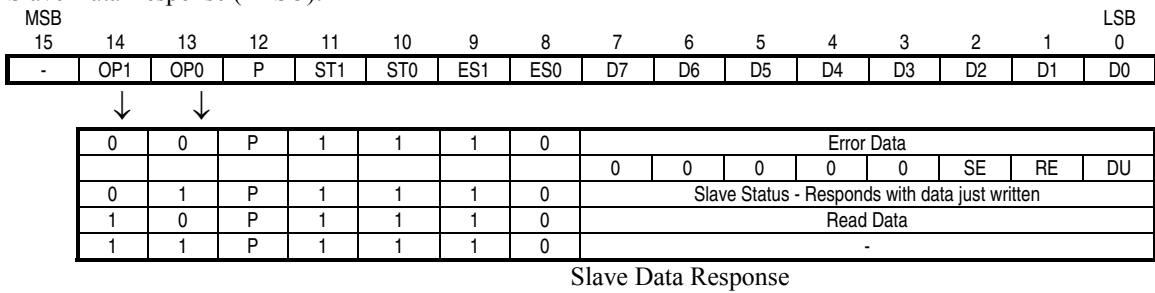 MSB LSB
15 14 13 12 11 10 9 8 7 6 5 4 3 2 1 0
- OP1 OP0 P ST1 ST0 ES1 ES0 D7 D6 D5 D4 D3 D2 D1 D0
↓ ↓
0 0 P 1 1 1 0 Error Data
0 0 0 0 0 SE RE DU
0 1 P 1 1 1 0 Slave Status - Responds with data just written
1 0 P 1 1 1 0 Read Data
1 1 P 1 1 1 0 -
Slave Data Response